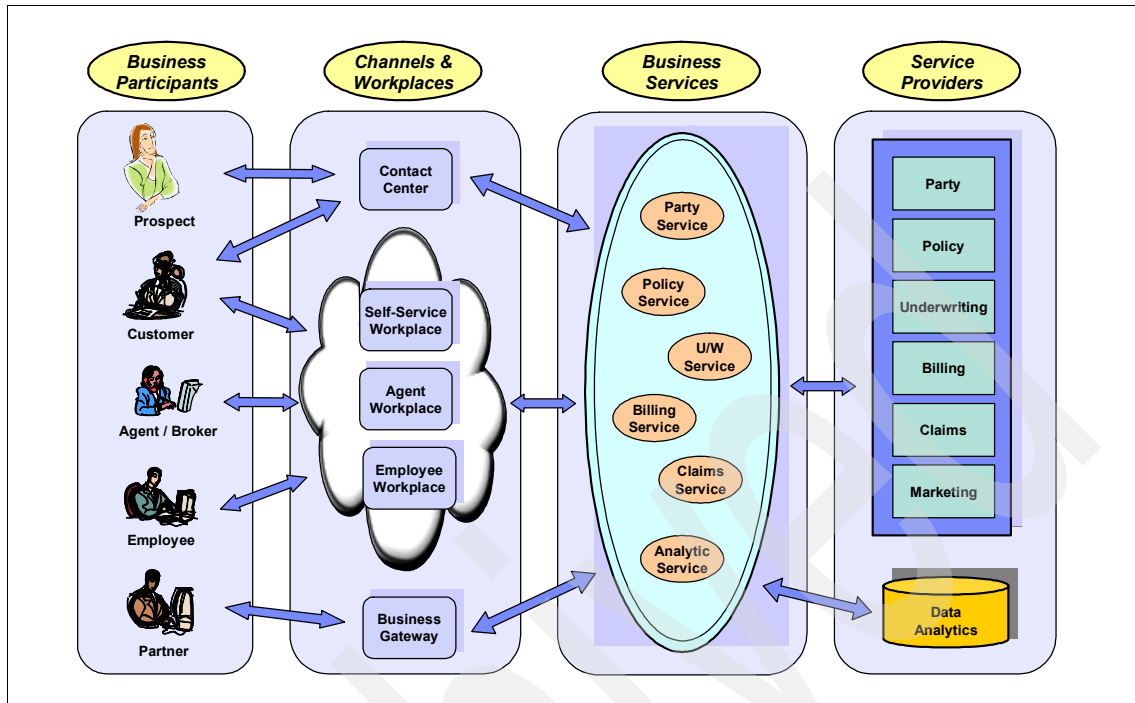 Business
Participants
Channels &
Workplaces
Business
Services
Service
Providers
Prospect
Customer
Agent / Broker
Employee
Partner
Contact
Center
Self-Service
Workplace
Agent
Workplace
Employee
Workplace
Business
Gateway
Party
Service
Policy
Service
U/W
Service
Billing
Service
Claims
Service
Analytic
Service
Party
Policy
Underwriting
Billing
Claims
Marketing
Data
Analytics